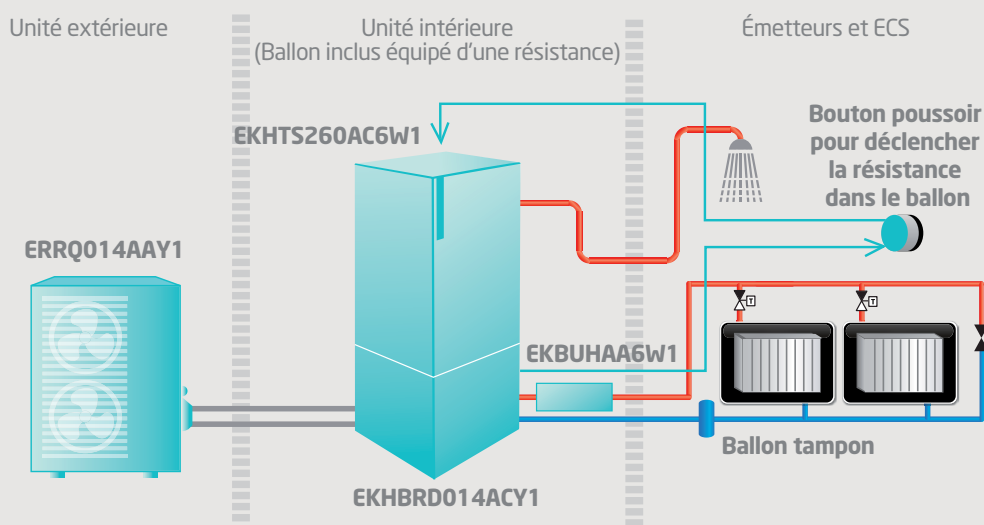 Unité extérieure
Unité intérieure
(Ballon inclus équipé d'une résistance)
Émetteurs et ECS
EKHTS260AC6W1
Bouton poussoir
pour déclencher
la résistance
dans le ballon
ERRQ014AAY1
T
T
EKBUHAA6W1
Ballon tampon
EKHBRD014ACY1